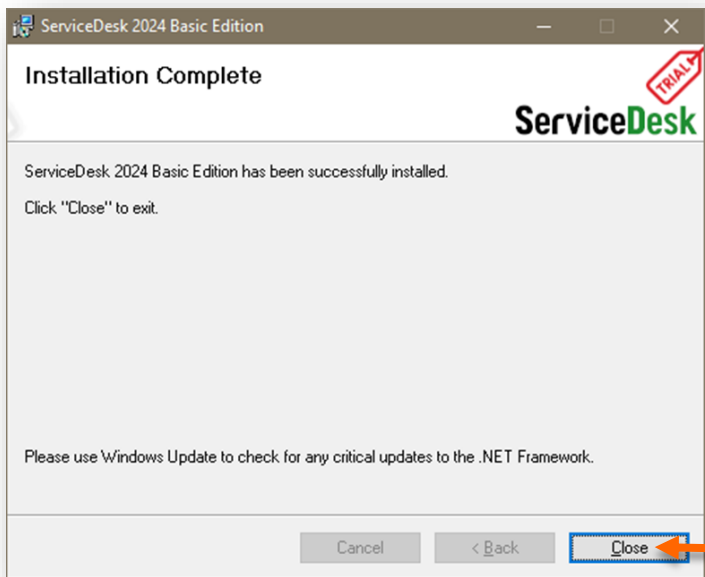 ServiceDesk 2024 Basic Edition
Installation Complete
TRIAL
ServiceDesk
ServiceDesk 2024 Basic Edition has been successfully installed.
Click "Close" to exit.
Please use Windows Update to check for any critical updates to the .NET Framework.
Cancel
< Back
Close